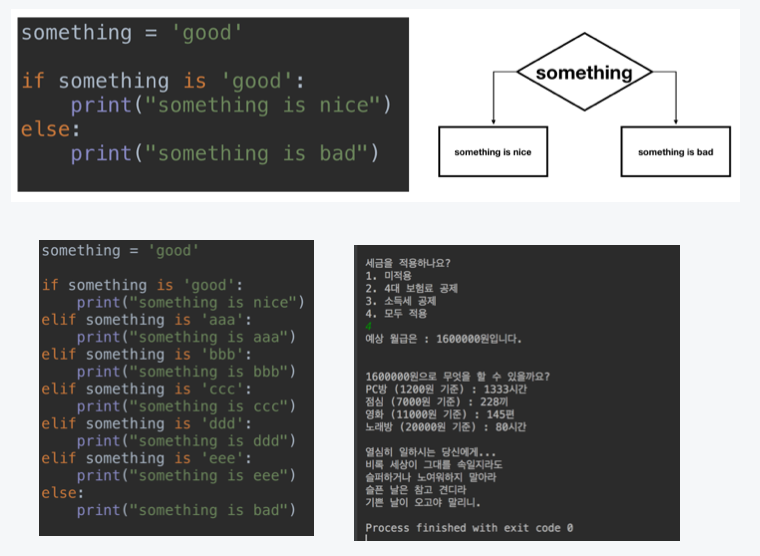 something = 'good'
if something is 'good':
    print("something is nice")
else:
    print("something is bad")
something
something is nice
something is bad
something = 'good'
if something is 'good':
    print("something is nice")
elif something is 'aaa':
    print("something is aaa")
elif something is 'bbb':
    print("something is bbb")
elif something is 'ccc':
    print("something is ccc")
elif something is 'ddd':
    print("something is ddd")
elif something is 'eee':
    print("something is eee")
else:
    print("something is bad")
세금을 적용하나요?
1. 미적용
2. 4대 보험료 공제
3. 소득세 공제
4. 모두 적용
4
예상 월급은 : 1600000원입니다.
1600000원으로 무엇을 할 수 있을까요?
PC방 (1200원 기준) : 1333시간
점심 (7000원 기준) : 228끼
영화 (11000원 기준) : 145편
노래방 (20000원 기준) : 80시간
열심히 일하시는 당신에게...
비록 세상이 그대를 속일지라도
슬퍼하거나 노여워하지 말아라
슬픈 날은 참고 견디라
기쁜 날이 오고야 말리니.
Process finished with exit code 0